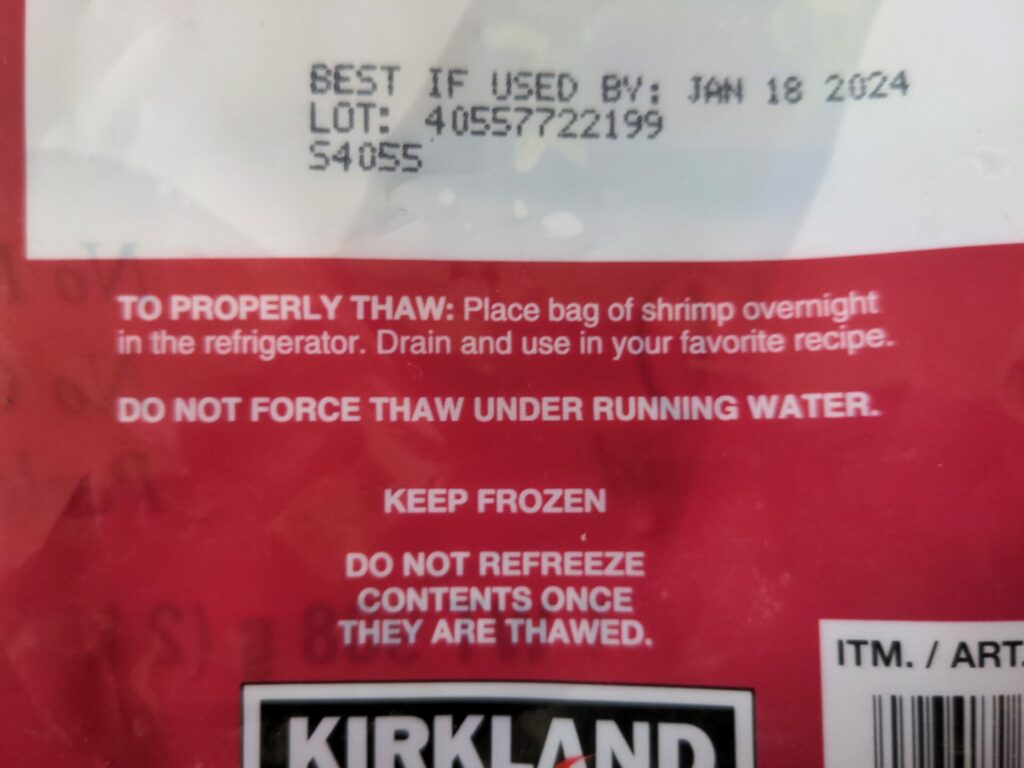 BEST IF USED BY: JAN 18 2024
LOT: 40557722199
S4055
TO PROPERLY THAW: Place bag of shrimp overnight
in the refrigerator. Drain and use in your favorite recipe.
DO NOT FORCE THAW UNDER RUNNING WATER.
KEEP FROZEN
DO NOT REFREEZE
CONTENTS ONCE
THEY ARE THAWED.
ITM. / ART.
KIRKLAND